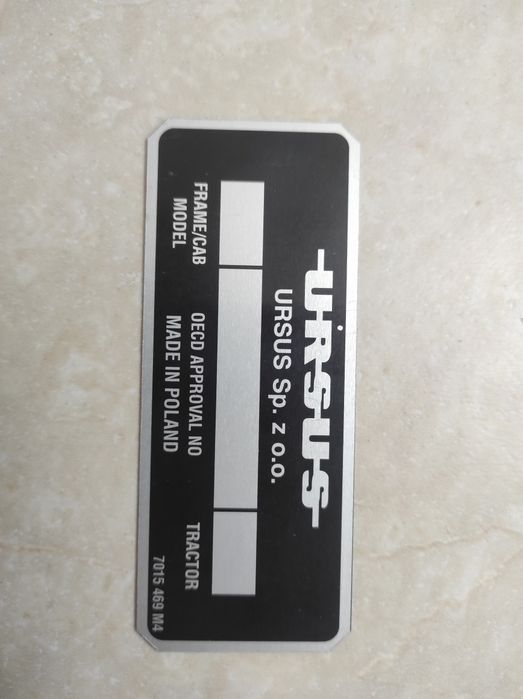 URSUS
URSUS Sp. z o.o.
FRAME/CAB MODEL
OECD APPROVAL NO
TRACTOR
MADE IN POLAND
7015 469 M4